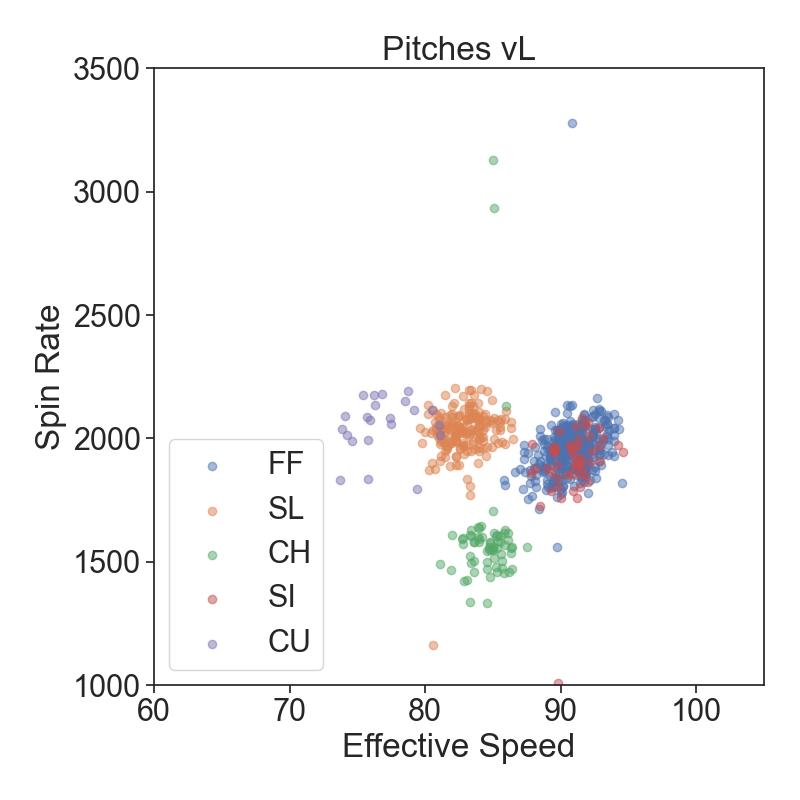 Pitches vL
3500
3000
2500
2000
1500
1000
Spin Rate
FF
SL
CH
SI
CU
60 70 80 90 100
Effective Speed